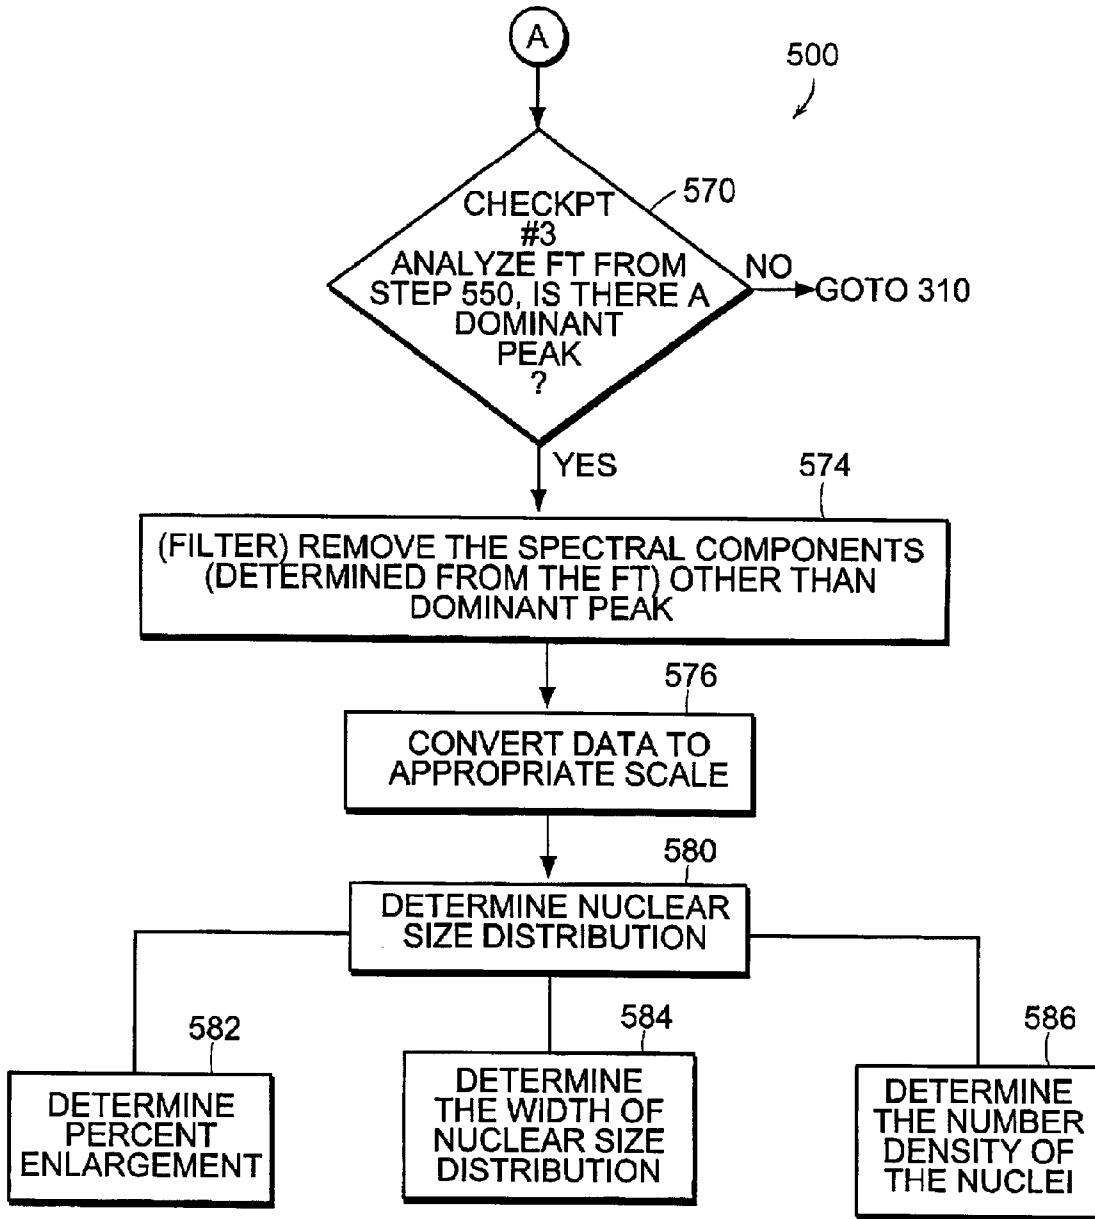 A
500
570
CHECKPT
#3
ANALYZE FT FROM
STEP 550, IS THERE A
DOMINANT
PEAK
?
NO
GOTO 310
YES
574
(FILTER) REMOVE THE SPECTRAL COMPONENTS
(DETERMINED FROM THE FT) OTHER THAN
DOMINANT PEAK
576
CONVERT DATA TO
APPROPRIATE SCALE
580
DETERMINE NUCLEAR
SIZE DISTRIBUTION
582
DETERMINE
PERCENT
ENLARGEMENT
584
DETERMINE
THE WIDTH OF
NUCLEAR SIZE
DISTRIBUTION
586
DETERMINE
THE NUMBER
DENSITY OF
THE NUCLEI